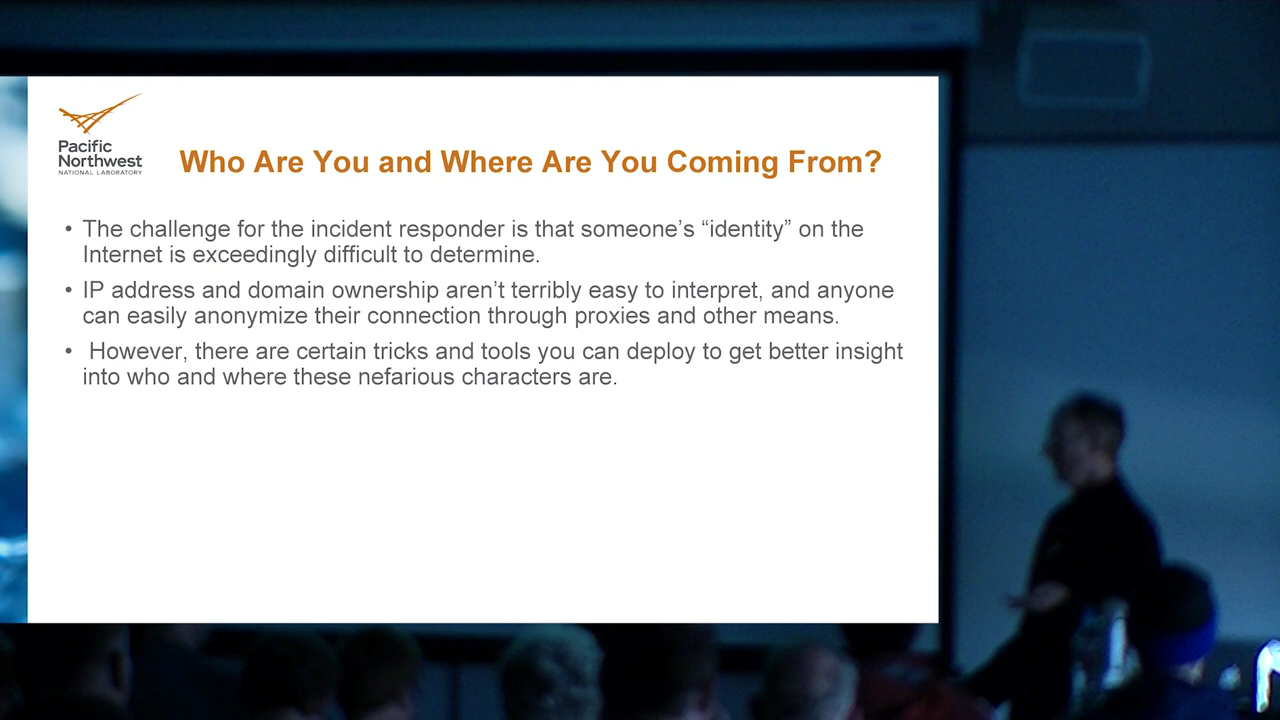 Pacific
Northwest
NATIONAL LABORATORY
Who Are You and Where Are You Coming From?
• The challenge for the incident responder is that someone’s “identity” on the
Internet is exceedingly difficult to determine.
• IP address and domain ownership aren’t terribly easy to interpret, and anyone
can easily anonymize their connection through proxies and other means.
• However, there are certain tricks and tools you can deploy to get better insight
into who and where these nefarious characters are.